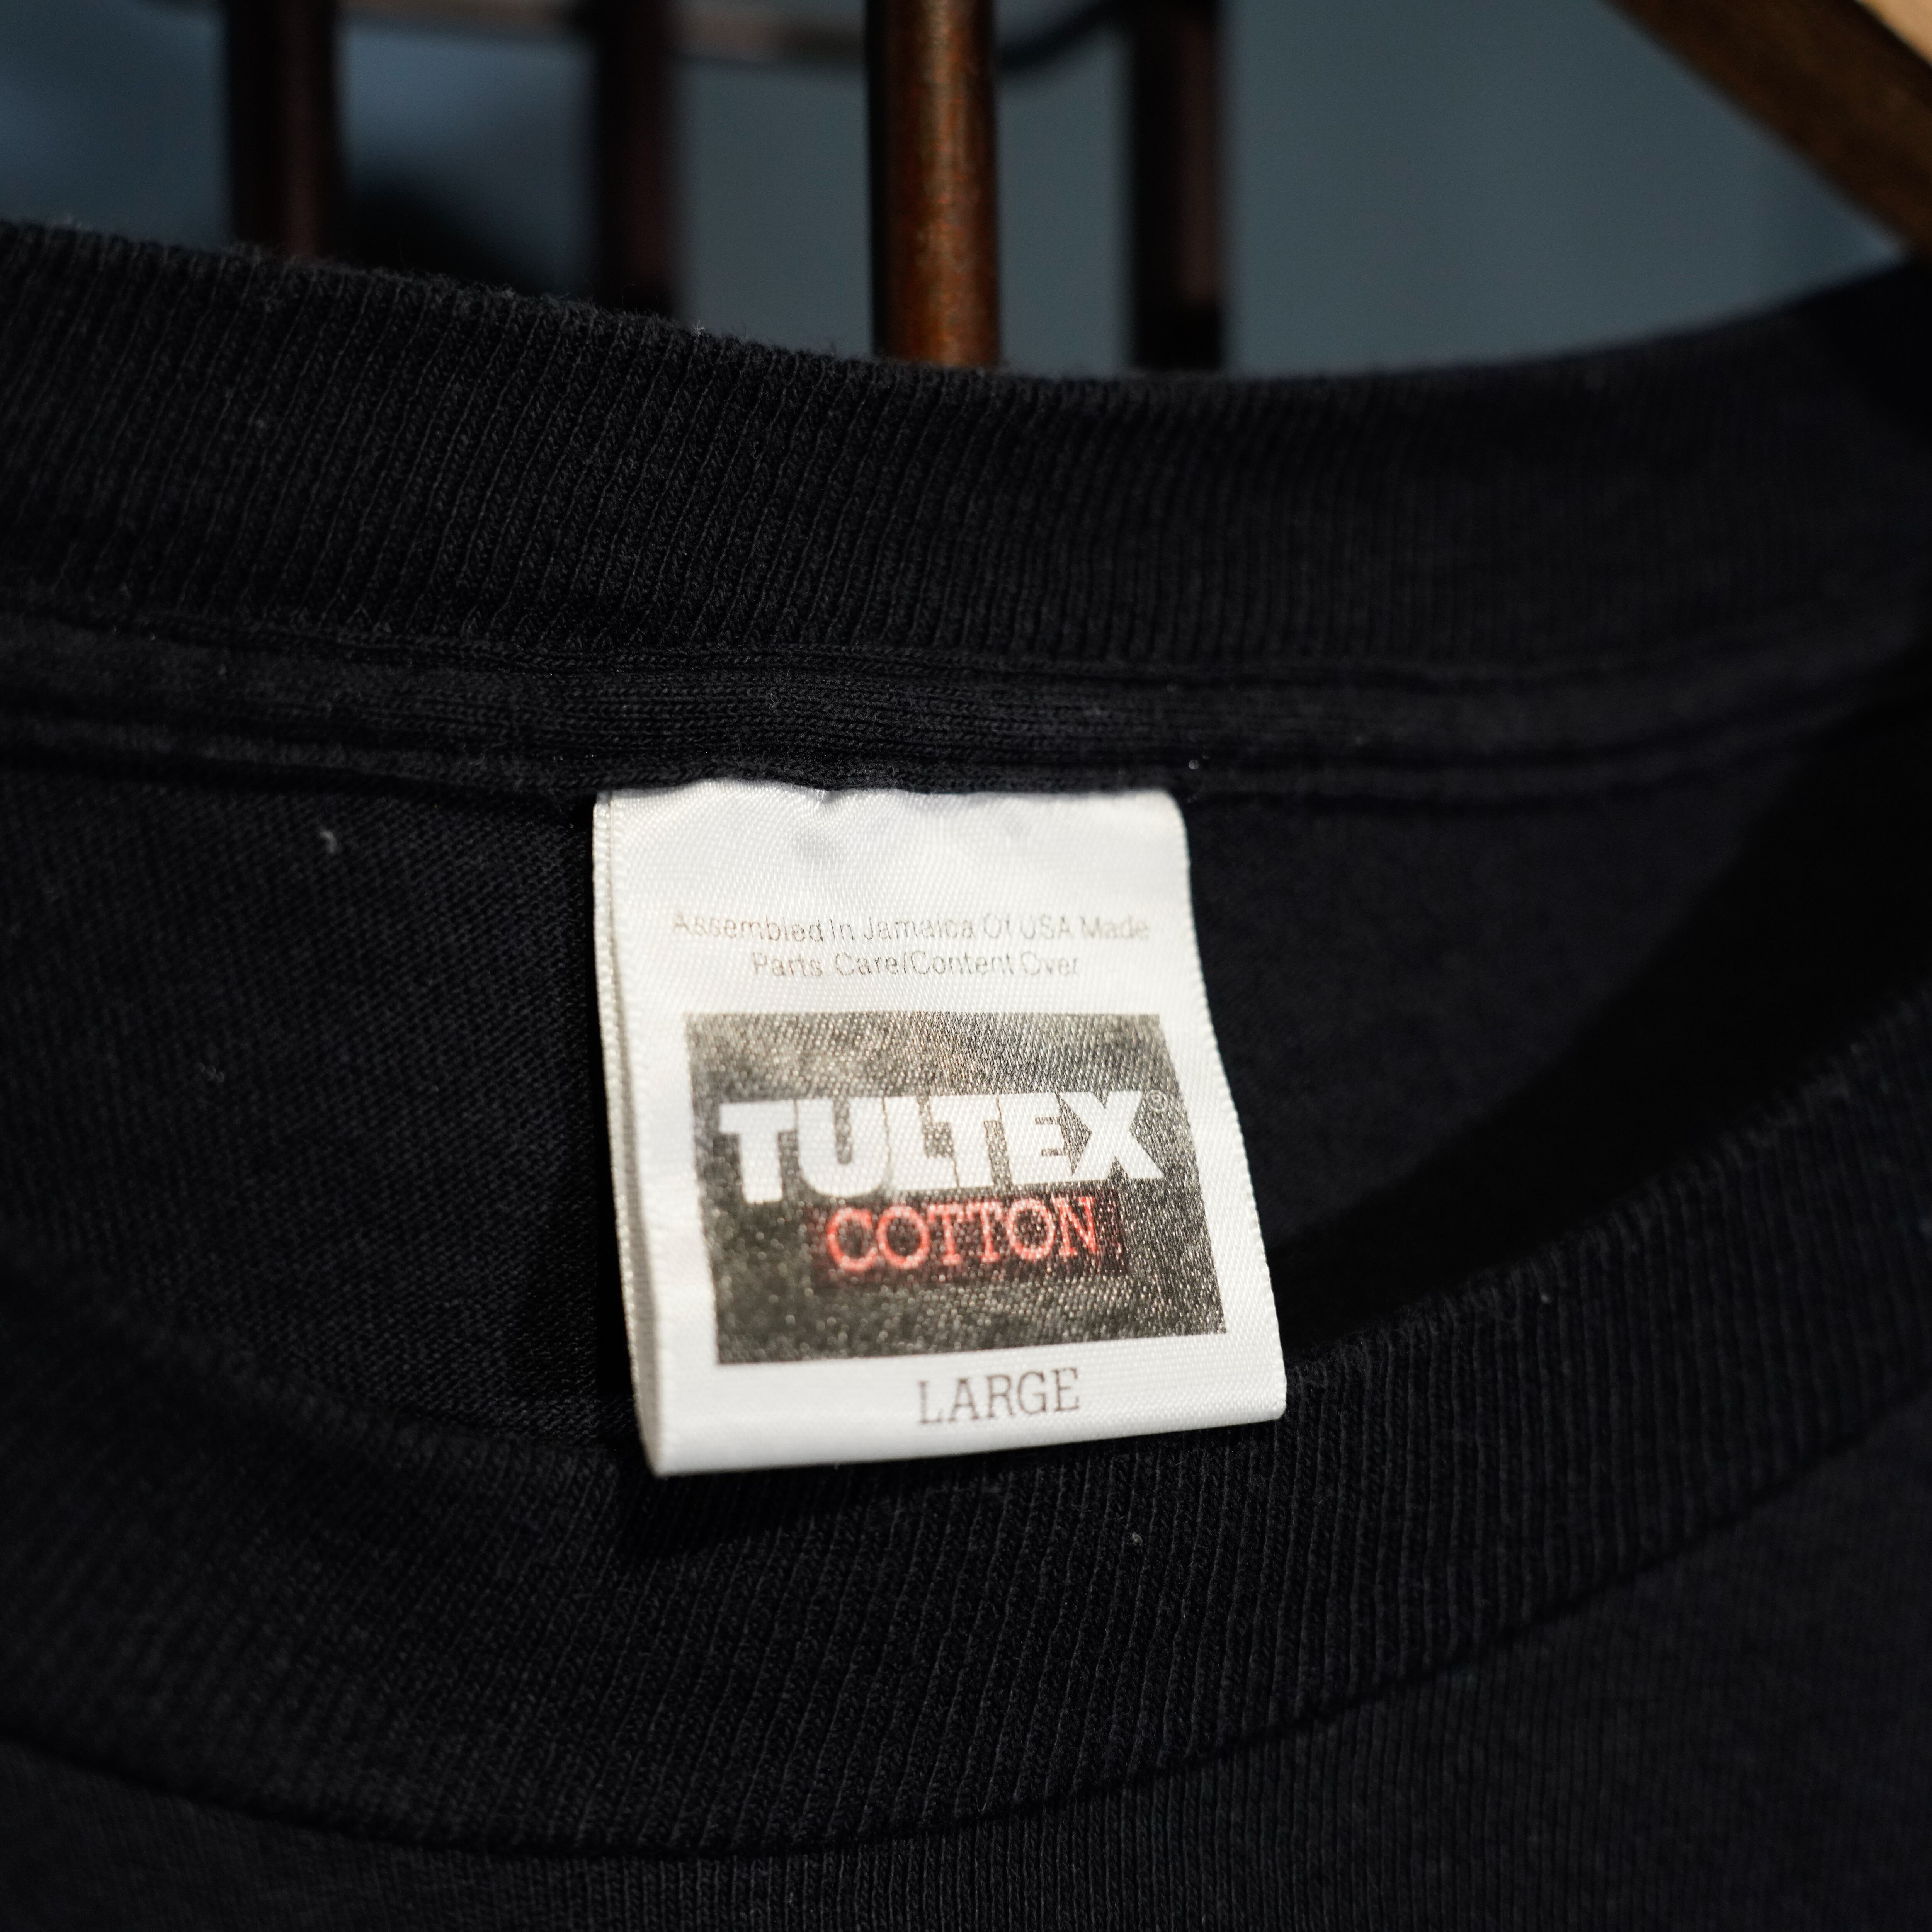 Assembled In Jamaica Of USA Made
Parts Care/Content Over
TULTEX®
COTTON
LARGE